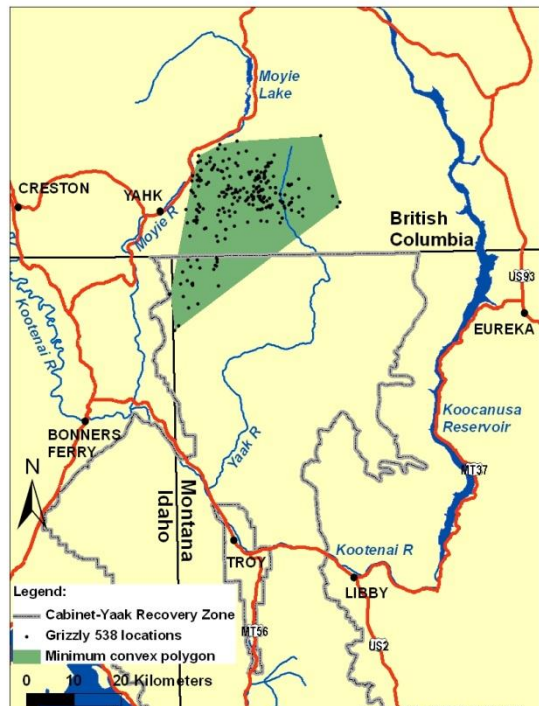 Moyie
Lake
CRESTON
YAHK
Moyie R
British
Columbia
US93
Kootenai R
EUREKA
Koocanusa
Reservoir
BONNERS
FERRY
Yaak R
MT37
N
Montana
Idaho
Kootenai R
TROY
LIBBY
Legend:
Cabinet-Yaak Recovery Zone
Grizzly 538 locations
Minimum convex polygon
MT56
US2
0 10 20 Kilometers